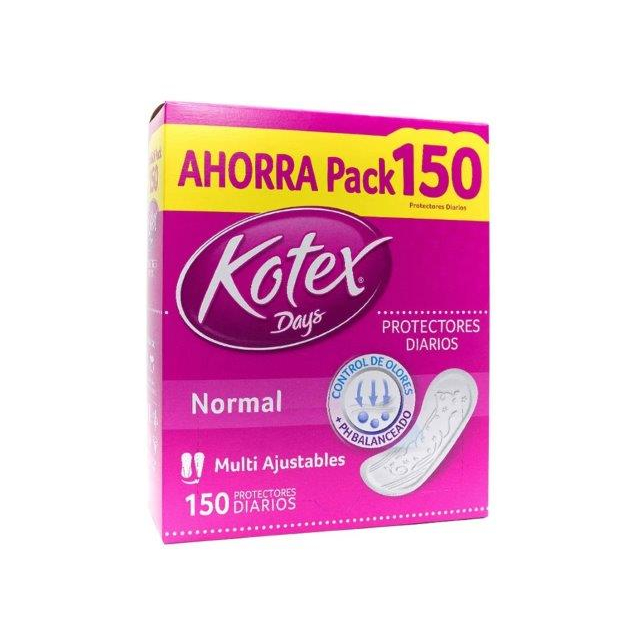 AHORRA Pack 150
Protectores Diarios
Kotex®
Days
PROTECTORES
DIARIOS
CONTROL DE OLORES
+ PH BALANCEADO
Normal
Multi Ajustables
150 PROTECTORES
DIARIOS
150